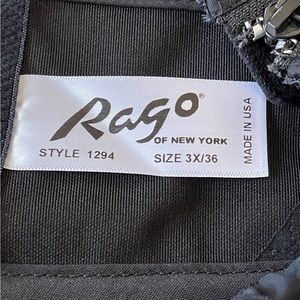 Rago®
OF NEW YORK
STYLE 1294 SIZE 3X/36
MADE IN USA